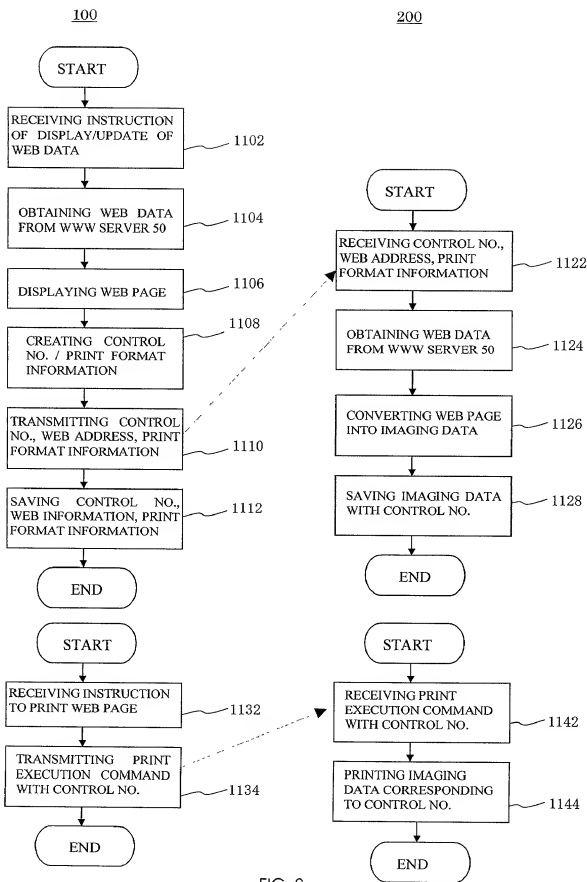 100
START
RECEIVING INSTRUCTION
OF DISPLAY/UPDATE OF
WEB DATA
1102
OBTAINING WEB DATA
FROM WWW SERVER 50
1104
DISPLAYING WEB PAGE
1106
CREATING CONTROL
NO. / PRINT FORMAT
INFORMATION
1108
TRANSMITTING CONTROL
NO., WEB ADDRESS, PRINT
FORMAT INFORMATION
1110
SAVING CONTROL NO.,
WEB INFORMATION, PRINT
FORMAT INFORMATION
1112
END
START
RECEIVING INSTRUCTION
TO PRINT WEB PAGE
1132
TRANSMITTING PRINT
EXECUTION COMMAND
WITH CONTROL NO.
1134
END
200
START
RECEIVING CONTROL NO.,
WEB ADDRESS, PRINT
FORMAT INFORMATION
1122
OBTAINING WEB DATA
FROM WWW SERVER 50
1124
CONVERTING WEB PAGE
INTO IMAGING DATA
1126
SAVING IMAGING DATA
WITH CONTROL NO.
1128
END
START
RECEIVING PRINT
EXECUTION COMMAND
WITH CONTROL NO.
1142
PRINTING IMAGING
DATA CORRESPONDING
TO CONTROL NO.
1144
END
FIG.